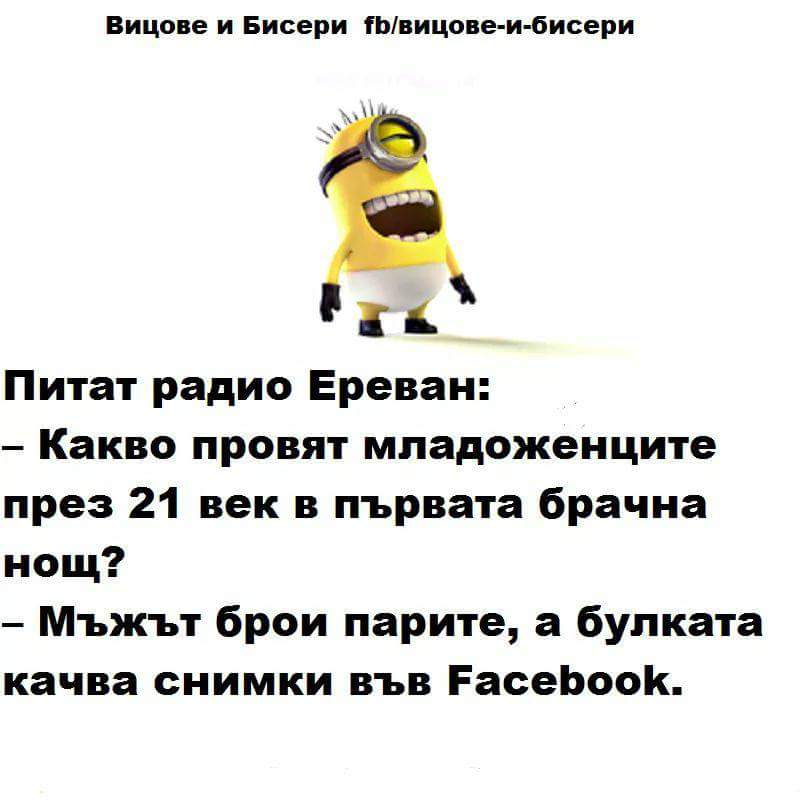 Вицове и Бисери fb/вицове-и-бисери
Питат радио Ереван:
– Какво провят младоженците
през 21 век в първата брачна
нощ?
– Мъжът брои парите, а булката
качва снимки във Facebook.